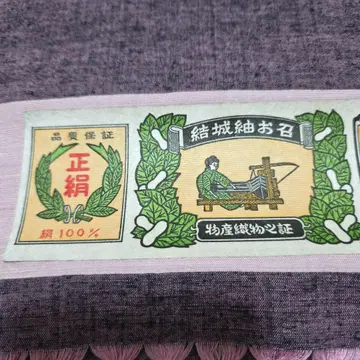 品質保証
正絹
絹100%
結城紬お召
物産織物之証